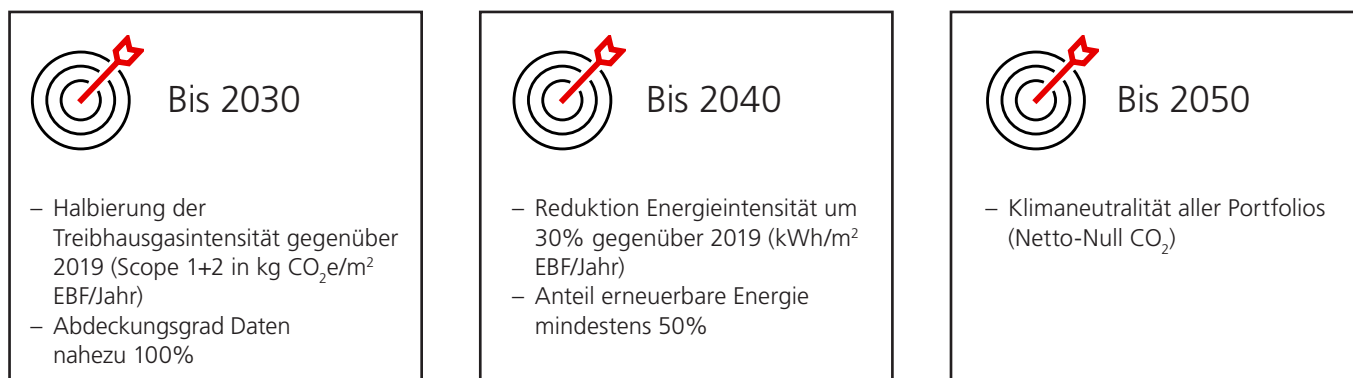 Bis 2030
– Halbierung der
Treibhausgasintensität gegenüber
2019 (Scope 1+2 in kg CO₂e/m²
EBF/Jahr)
– Abdeckungsgrad Daten
nahezu 100%
Bis 2040
– Reduktion Energieintensität um
30% gegenüber 2019 (kWh/m²
EBF/Jahr)
– Anteil erneuerbare Energie
mindestens 50%
Bis 2050
– Klimaneutralität aller Portfolios
(Netto-Null CO₂)